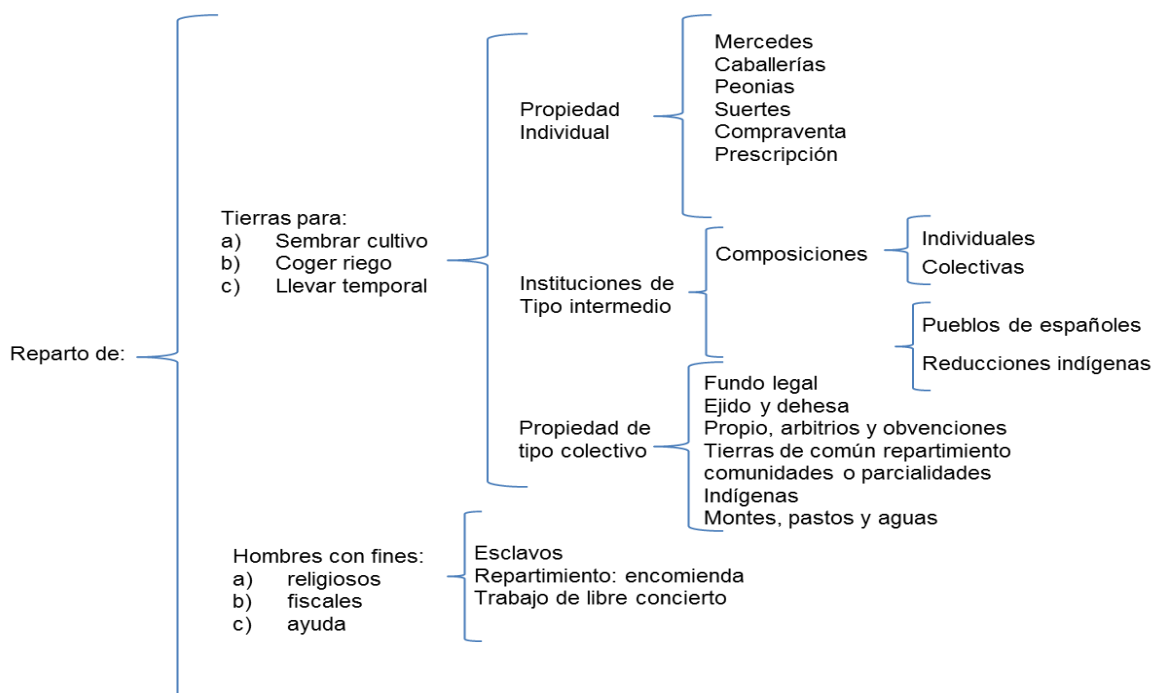 Reparto de:
Tierras para:
a) Sembrar cultivo
b) Coger riego
c) Llevar temporal
Propiedad
Individual
Mercedes
Caballerías
Peonias
Suertes
Compraventa
Prescripción
Instituciones de
Tipo intermedio
Composiciones
Individuales
Colectivas
Pueblos de españoles
Reducciones indígenas
Propiedad de
tipo colectivo
Fundo legal
Ejido y dehesa
Propio, arbitrios y obvenciones
Tierras de común repartimiento
comunidades o parcialidades
Indígenas
Montes, pastos y aguas
Hombres con fines:
a) religiosos
b) fiscales
c) ayuda
Esclavos
Repartimiento: encomienda
Trabajo de libre concierto